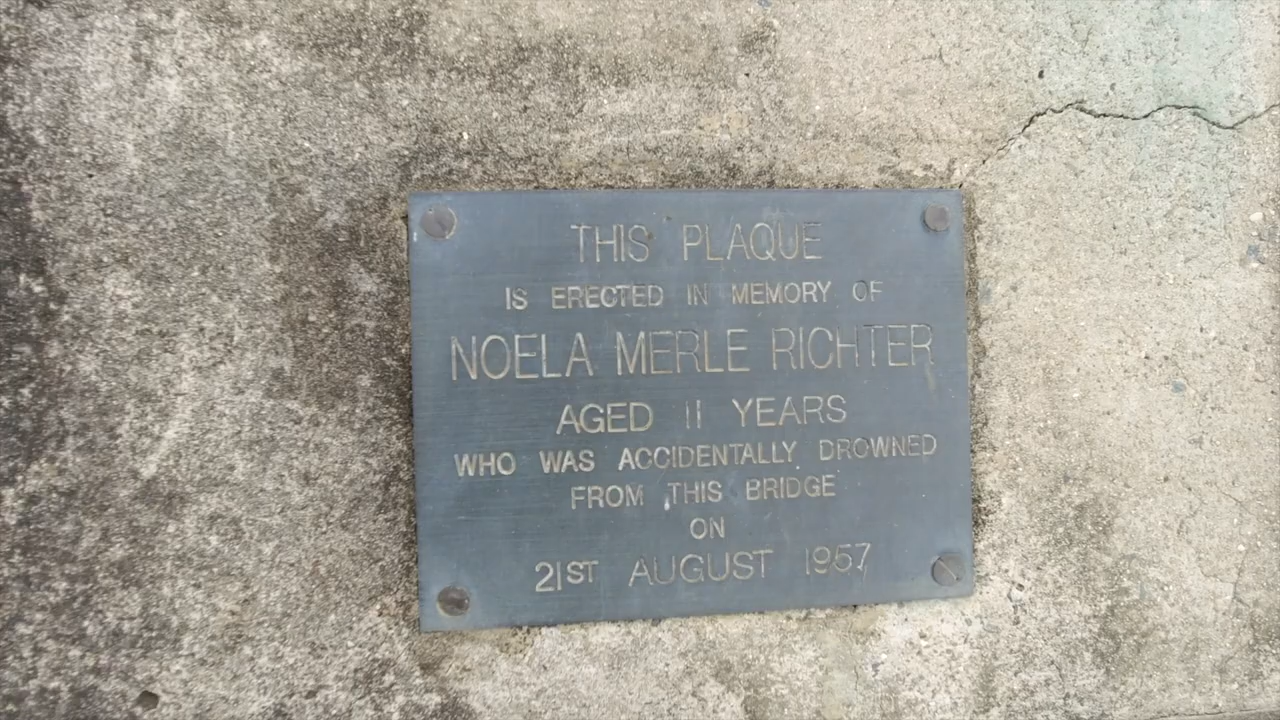 THIS PLAQUE
IS ERECTED IN MEMORY OF
NOELA MERLE RICHTER
AGED 11 YEARS
WHO WAS ACCIDENTALLY DROWNED
FROM THIS BRIDGE
ON
21ST AUGUST 1957